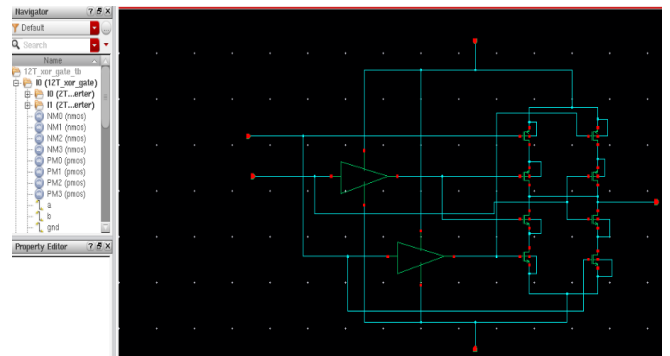 Navigator
Default
Search
Name
12T_xor_gate_tb
I0 (12T_xor_gate)
I0 (2T...erter)
I1 (2T...erter)
NM0 (nmos)
NM1 (nmos)
NM2 (nmos)
NM3 (nmos)
PM0 (pmos)
PM1 (pmos)
PM2 (pmos)
PM3 (pmos)
a
b
gnd
Property Editor